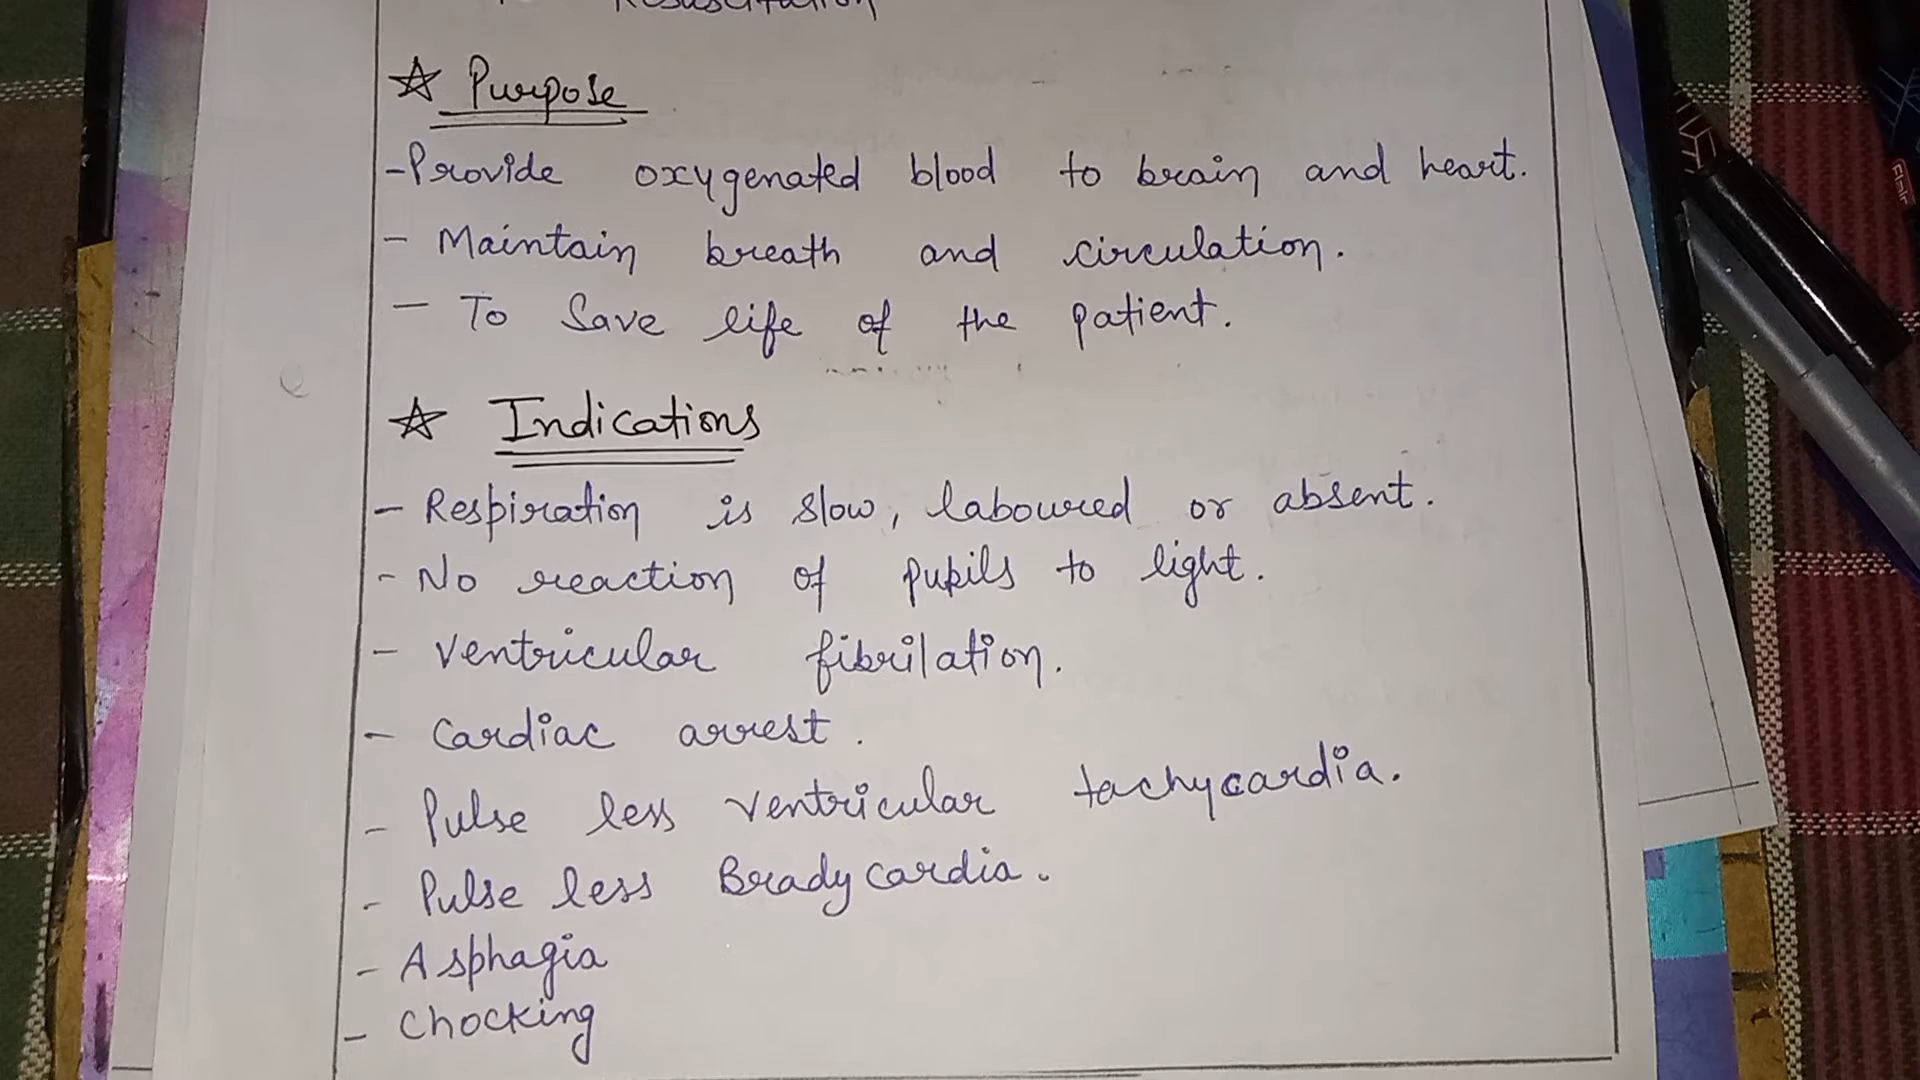 Resuscitation
☆ Purpose
- Provide oxygenated blood to brain and heart.
- Maintain breath and circulation.
- To Save life of the patient.
☆ Indications
- Respiration is slow, laboured or absent.
- No reaction of pupils to light.
- Ventricular fibrilation.
- Cardiac arrest.
- Pulse less ventricular tachycardia.
- Pulse less Bradycardia.
- Asphagia
- Chocking
Flair